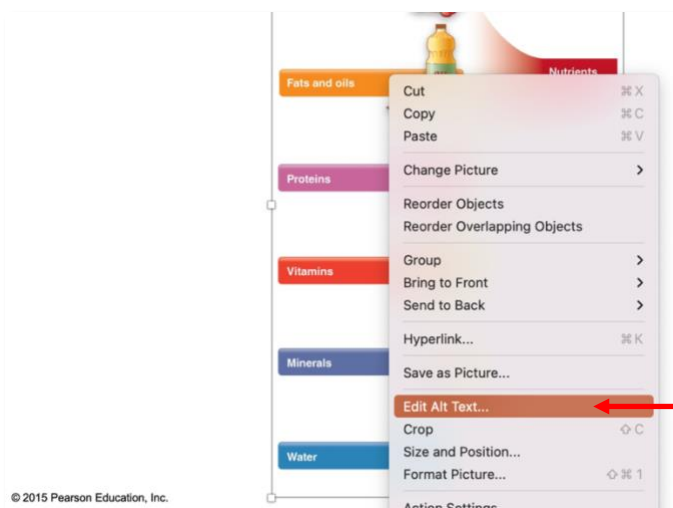 Nutrients
Fats and oils
Cut ⌘ X
Copy ⌘ C
Paste ⌘ V
Change Picture >
Proteins
Reorder Objects
Reorder Overlapping Objects
Group >
Vitamins
Bring to Front >
Send to Back >
Hyperlink... ⌘ K
Minerals
Save as Picture...
Edit Alt Text...
Crop ⇧ C
Size and Position...
Water
Format Picture... ⇧ ⌘ 1
Action Settings
© 2015 Pearson Education, Inc.